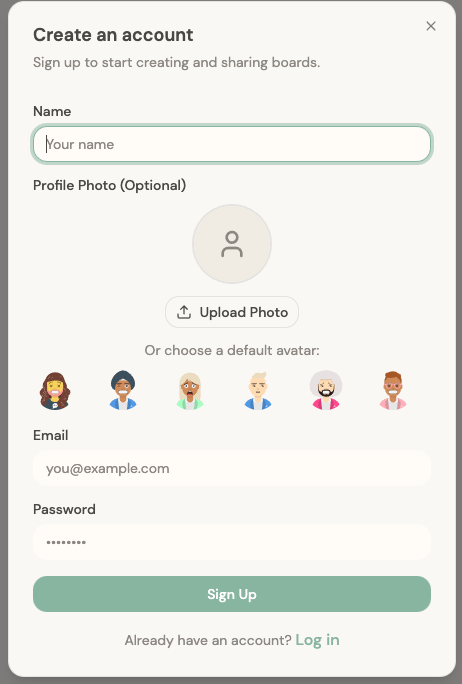 Create an account
Sign up to start creating and sharing boards.
Name
Your name
Profile Photo (Optional)
Upload Photo
Or choose a default avatar:
Email
you@example.com
Password
••••••••
Sign Up
Already have an account? Log in